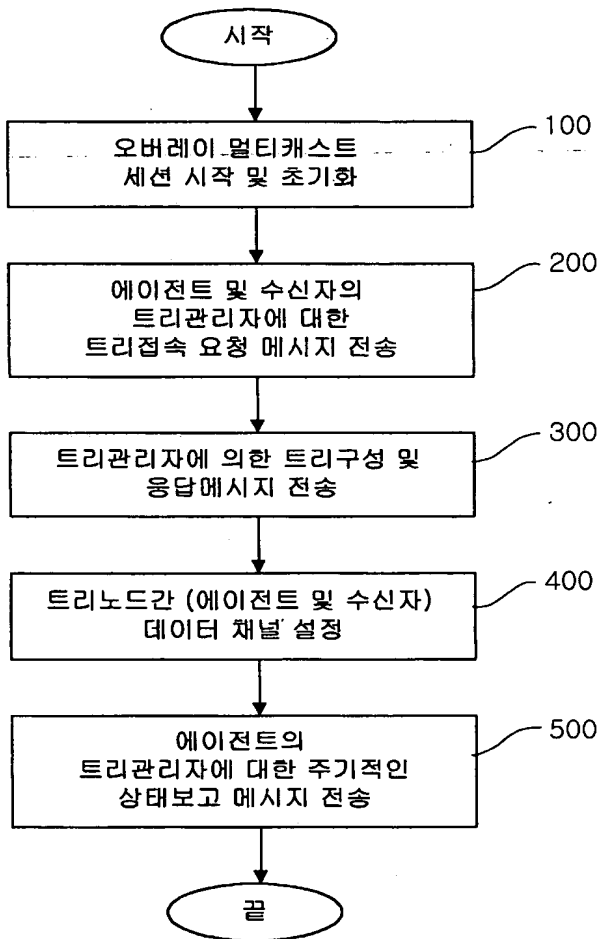 시작
100
오버레이 멀티캐스트
세션 시작 및 초기화
200
에이전트 및 수신자의
트리관리자에 대한
트리접속 요청 메시지 전송
300
트리관리자에 의한 트리구성 및
응답메시지 전송
400
트리노드간 (에이전트 및 수신자)
데이터 채널 설정
500
에이전트의
트리관리자에 대한 주기적인
상태보고 메시지 전송
끝